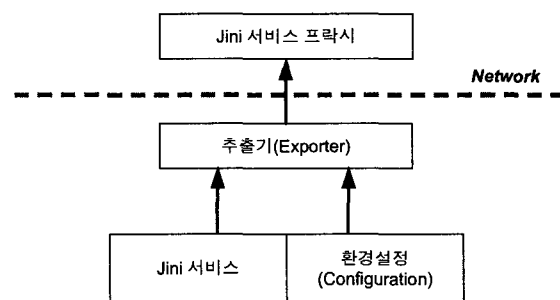 Jini 서비스 프락시
Network
추출기(Exporter)
Jini 서비스
환경설정
(Configuration)